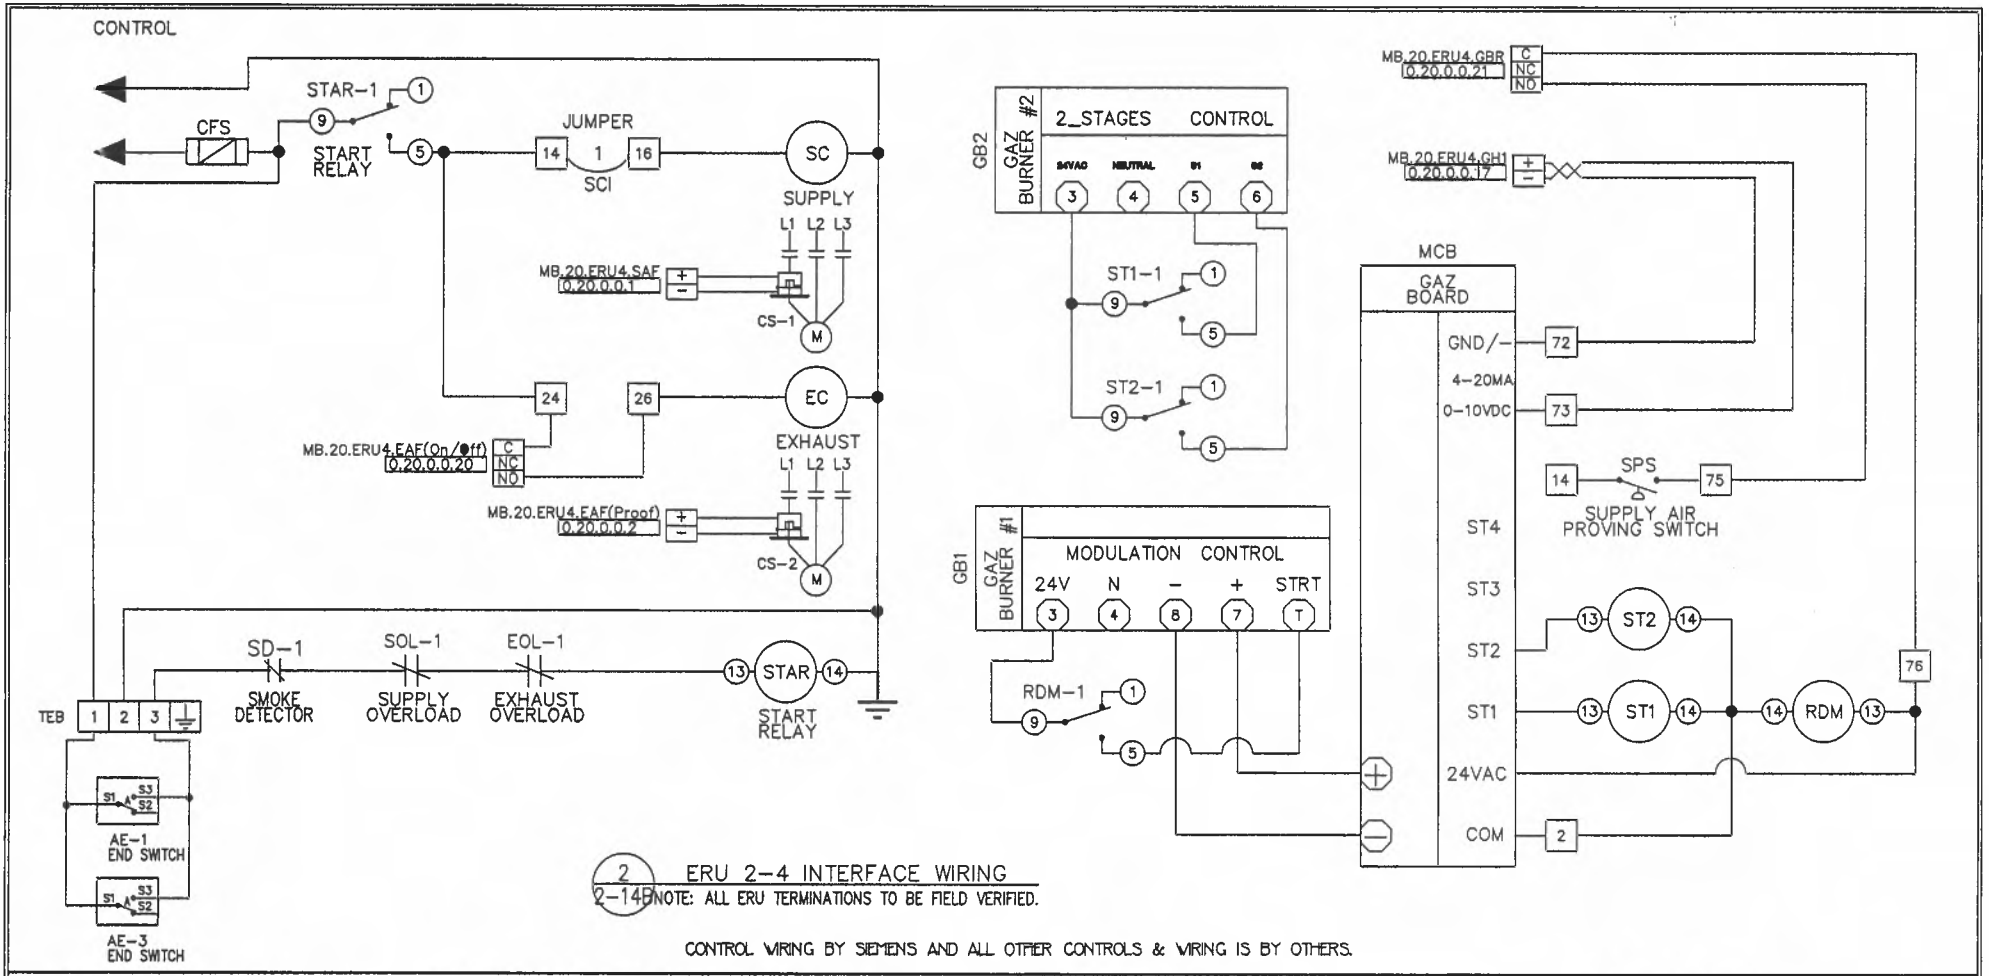 CONTROL
STAR-1
1
9
5
START
RELAY
CFS
JUMPER
14
1
16
SCI
SC
SUPPLY
L1 L2 L3
MB.20.ERU4.SAF
0.20.0.0.1
+
-
CS-1
M
24
26
EC
EXHAUST
L1 L2 L3
MB.20.ERU4.EAF(On/Off)
0.20.0.0.20
C
NC
NO
MB.20.ERU4.EAF(Proof)
0.20.0.0.2
+
-
CS-2
M
SD-1
SMOKE
DETECTOR
SOL-1
SUPPLY
OVERLOAD
EOL-1
EXHAUST
OVERLOAD
13 STAR 14
START
RELAY
TEB 1 2 3
S1 A S3
S2
AE-1
END SWITCH
S1 A S3
S2
AE-3
END SWITCH
GB2
GAZ
BURNER #2
2_STAGES CONTROL
24VAC NEUTRAL S1 S2
3 4 5 6
ST1-1
1
9
5
ST2-1
1
9
5
GB1
GAZ
BURNER #1
MODULATION CONTROL
24V N - + STRT
3 4 8 7 T
RDM-1
1
9
5
MB.20.ERU4.GBR
0.20.0.0.21
C
NC
NO
MB.20.ERU4.GH1
0.20.0.0.17
+
-
MCB
GAZ
BOARD
GND/- 72
4-20MA
0-10VDC 73
14 SPS 75
SUPPLY AIR
PROVING SWITCH
ST4
ST3
ST2
13 ST2 14
76
ST1
13 ST1 14
14 RDM 13
+
24VAC
-
COM 2
2
2-14B
ERU 2-4 INTERFACE WIRING
NOTE: ALL ERU TERMINATIONS TO BE FIELD VERIFIED.
CONTROL WIRING BY SIEMENS AND ALL OTHER CONTROLS & WIRING IS BY OTHERS.